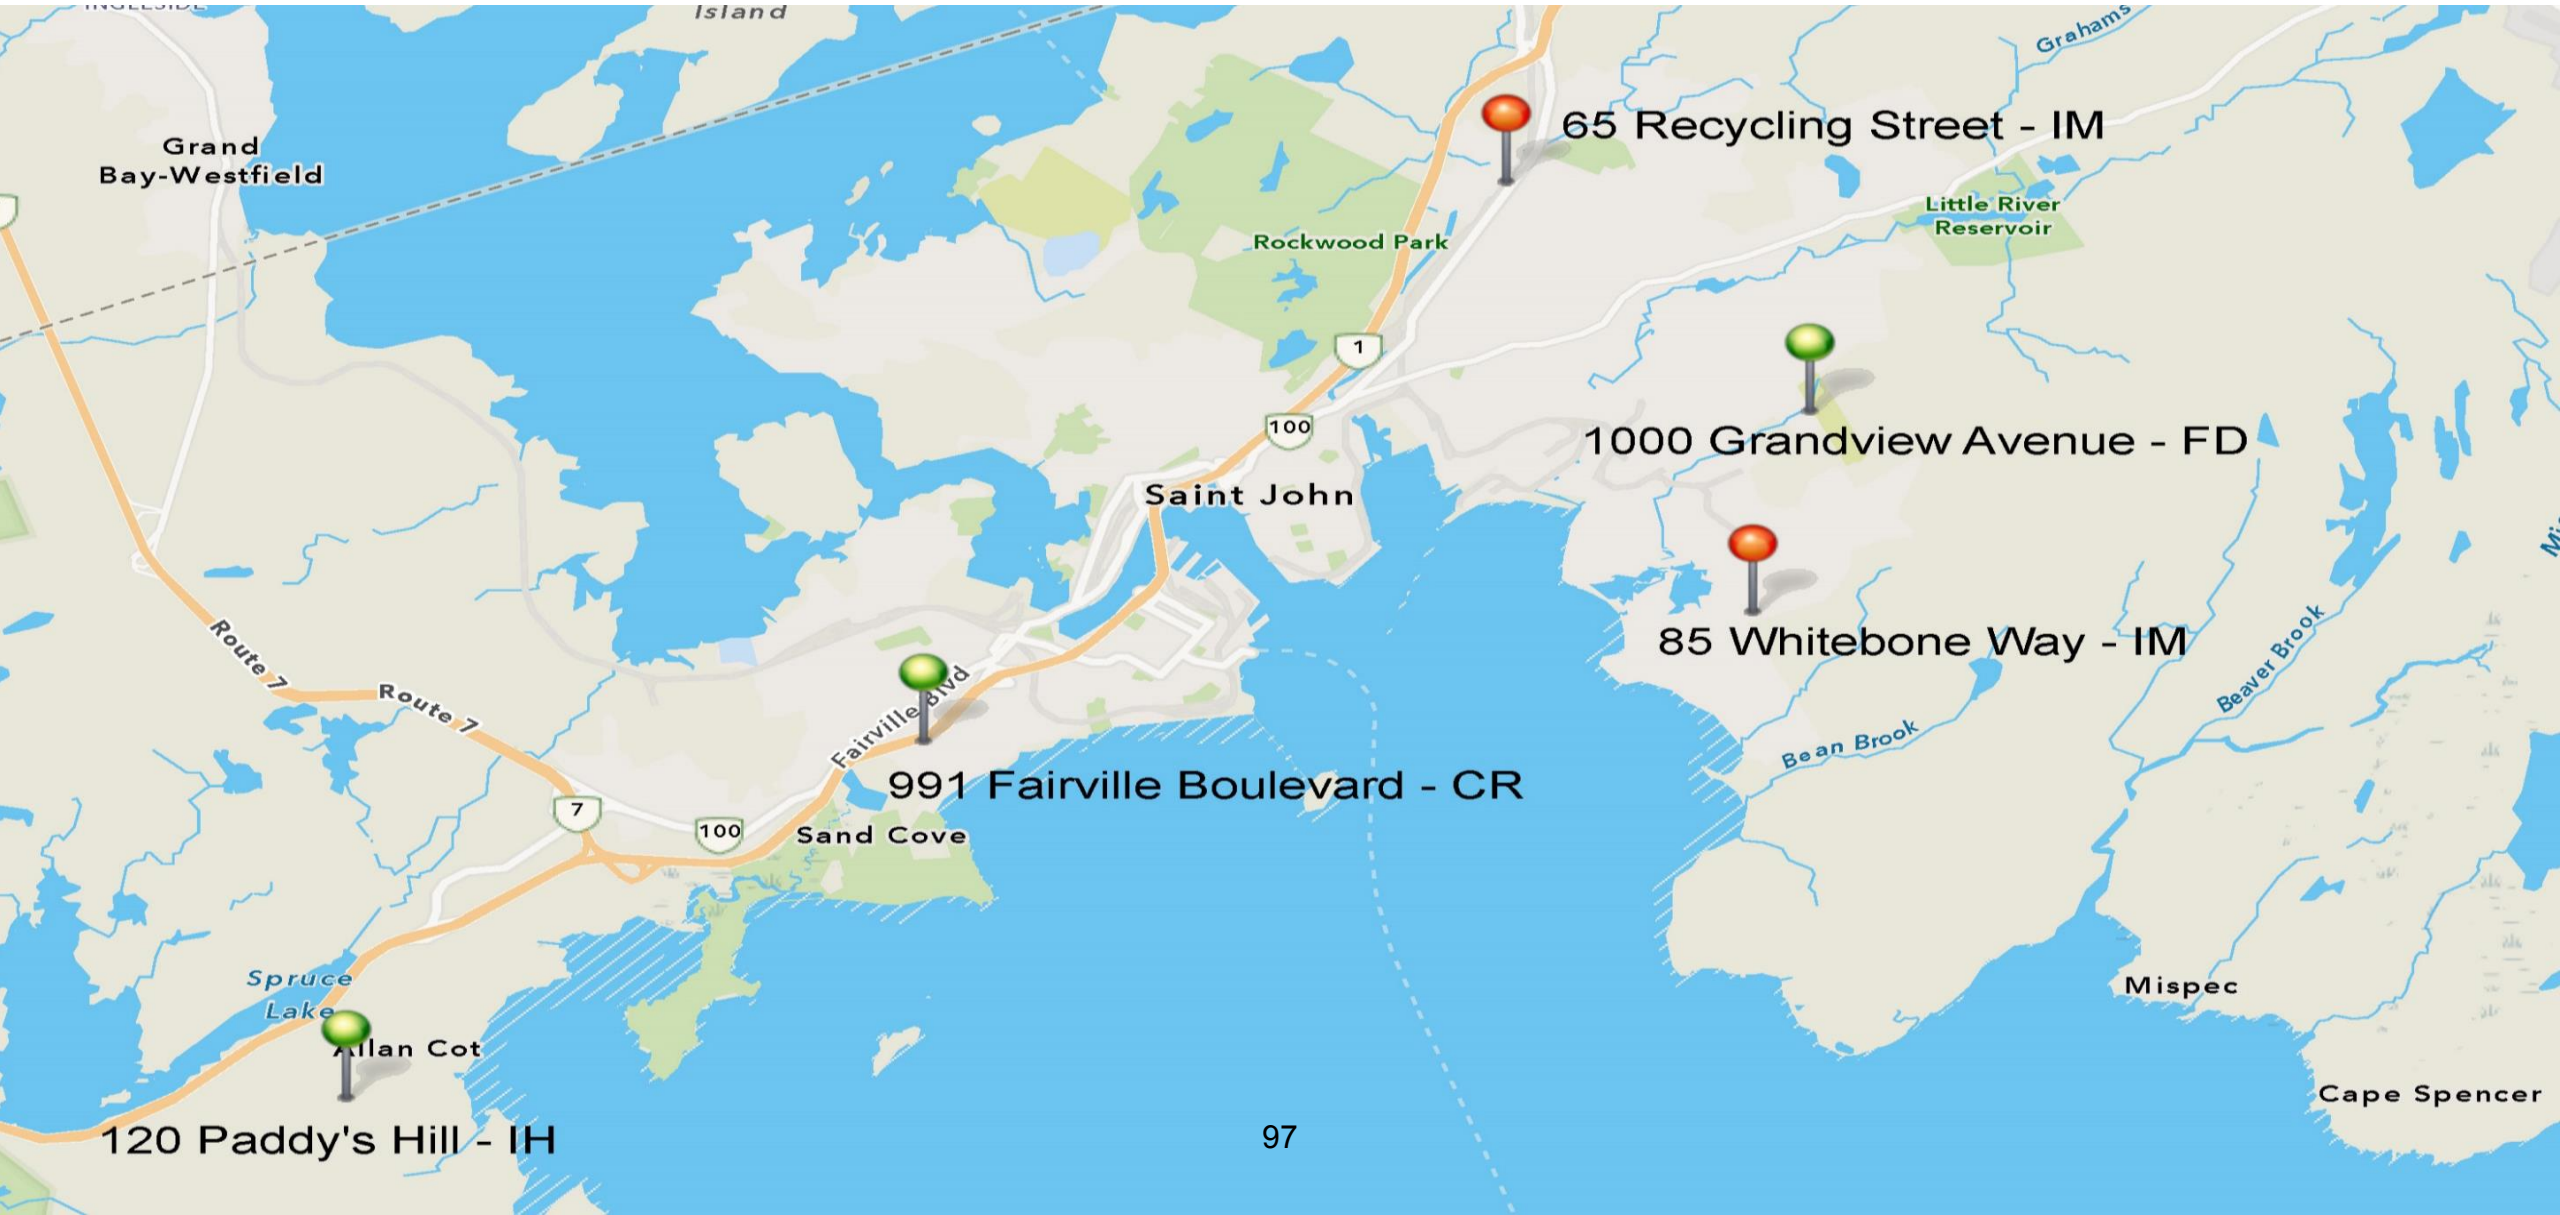 Island
Grahams
Grand
Bay-Westfield
65 Recycling Street - IM
Little River
Reservoir
Rockwood Park
1
100
1000 Grandview Avenue - FD
Saint John
85 Whitebone Way - IM
Route 7
Route 7
Beaver Brook
Fairville Blvd
Bean Brook
991 Fairville Boulevard - CR
7
100
Sand Cove
Spruce
Lake
Mispec
Allan Cot
Cape Spencer
120 Paddy's Hill - IH
97